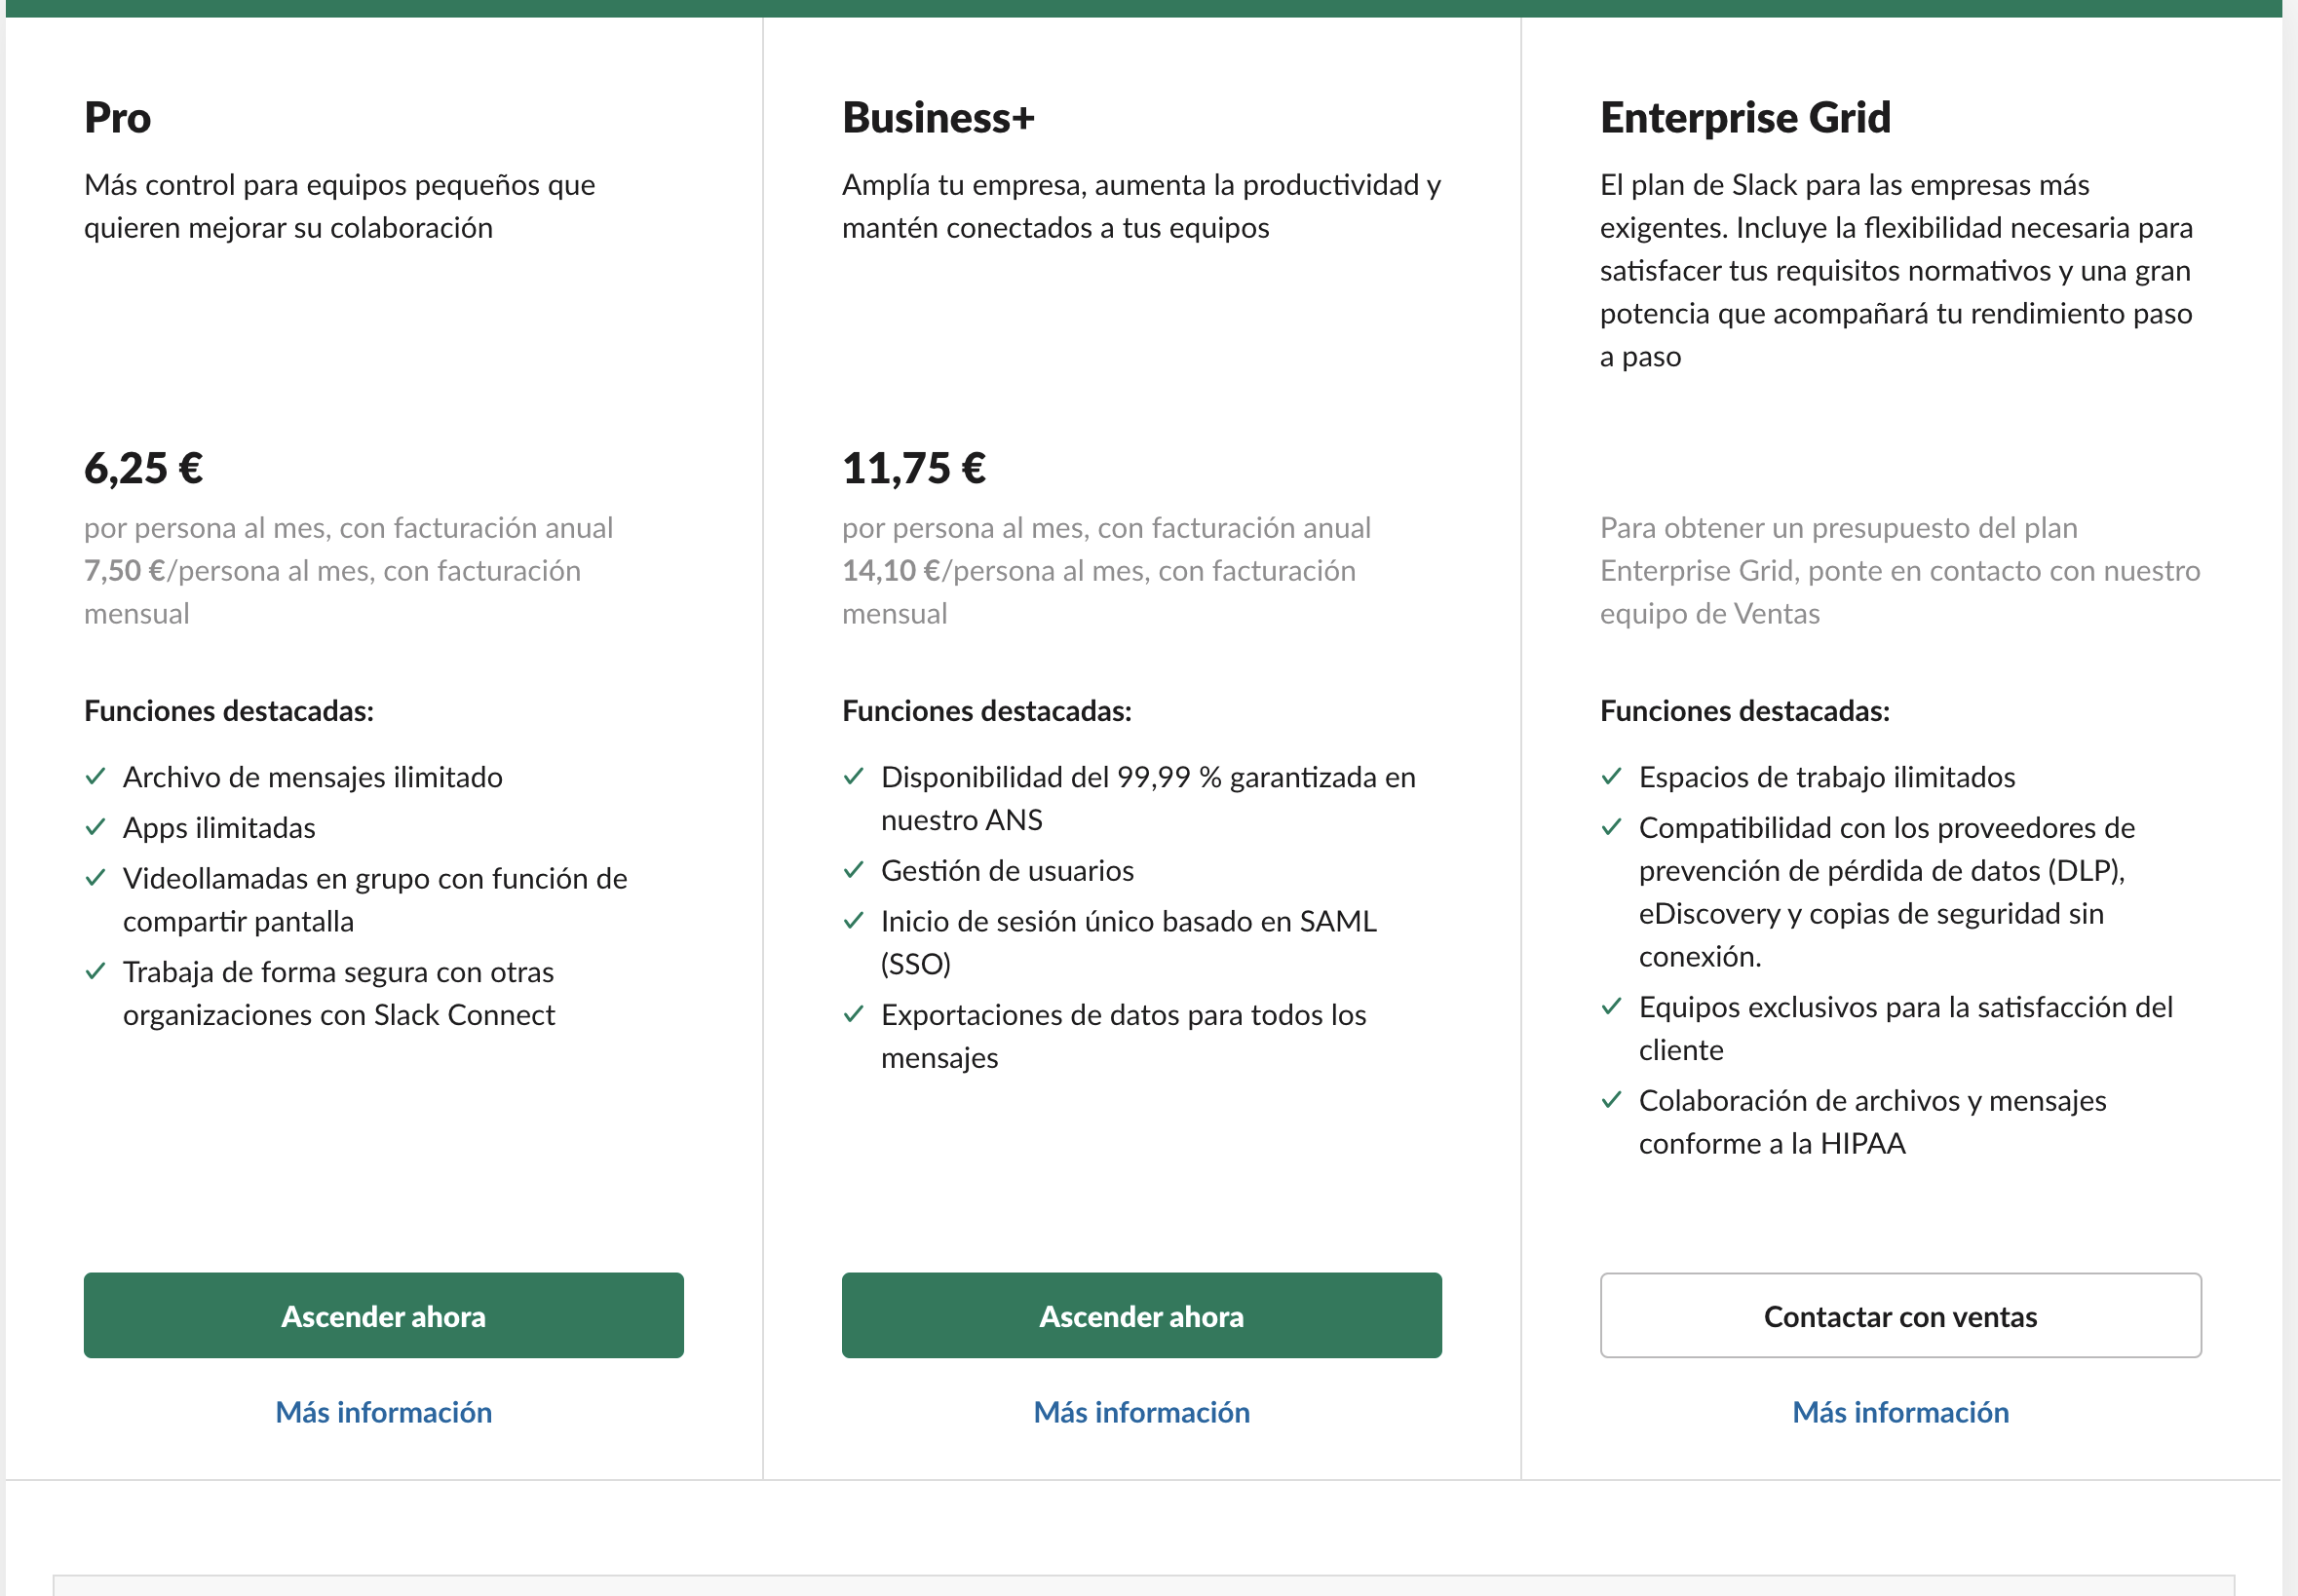 Pro
Más control para equipos pequeños que
quieren mejorar su colaboración
6,25 €
por persona al mes, con facturación anual
7,50 €/persona al mes, con facturación
mensual
Funciones destacadas:
Archivo de mensajes ilimitado
Apps ilimitadas
Videollamadas en grupo con función de
compartir pantalla
Trabaja de forma segura con otras
organizaciones con Slack Connect
Ascender ahora
Más información
Business+
Amplía tu empresa, aumenta la productividad y
mantén conectados a tus equipos
11,75 €
por persona al mes, con facturación anual
14,10 €/persona al mes, con facturación
mensual
Funciones destacadas:
Disponibilidad del 99,99 % garantizada en
nuestro ANS
Gestión de usuarios
Inicio de sesión único basado en SAML
(SSO)
Exportaciones de datos para todos los
mensajes
Ascender ahora
Más información
Enterprise Grid
El plan de Slack para las empresas más
exigentes. Incluye la flexibilidad necesaria para
satisfacer tus requisitos normativos y una gran
potencia que acompañará tu rendimiento paso
a paso
Para obtener un presupuesto del plan
Enterprise Grid, ponte en contacto con nuestro
equipo de Ventas
Funciones destacadas:
Espacios de trabajo ilimitados
Compatibilidad con los proveedores de
prevención de pérdida de datos (DLP),
eDiscovery y copias de seguridad sin
conexión.
Equipos exclusivos para la satisfacción del
cliente
Colaboración de archivos y mensajes
conforme a la HIPAA
Contactar con ventas
Más información